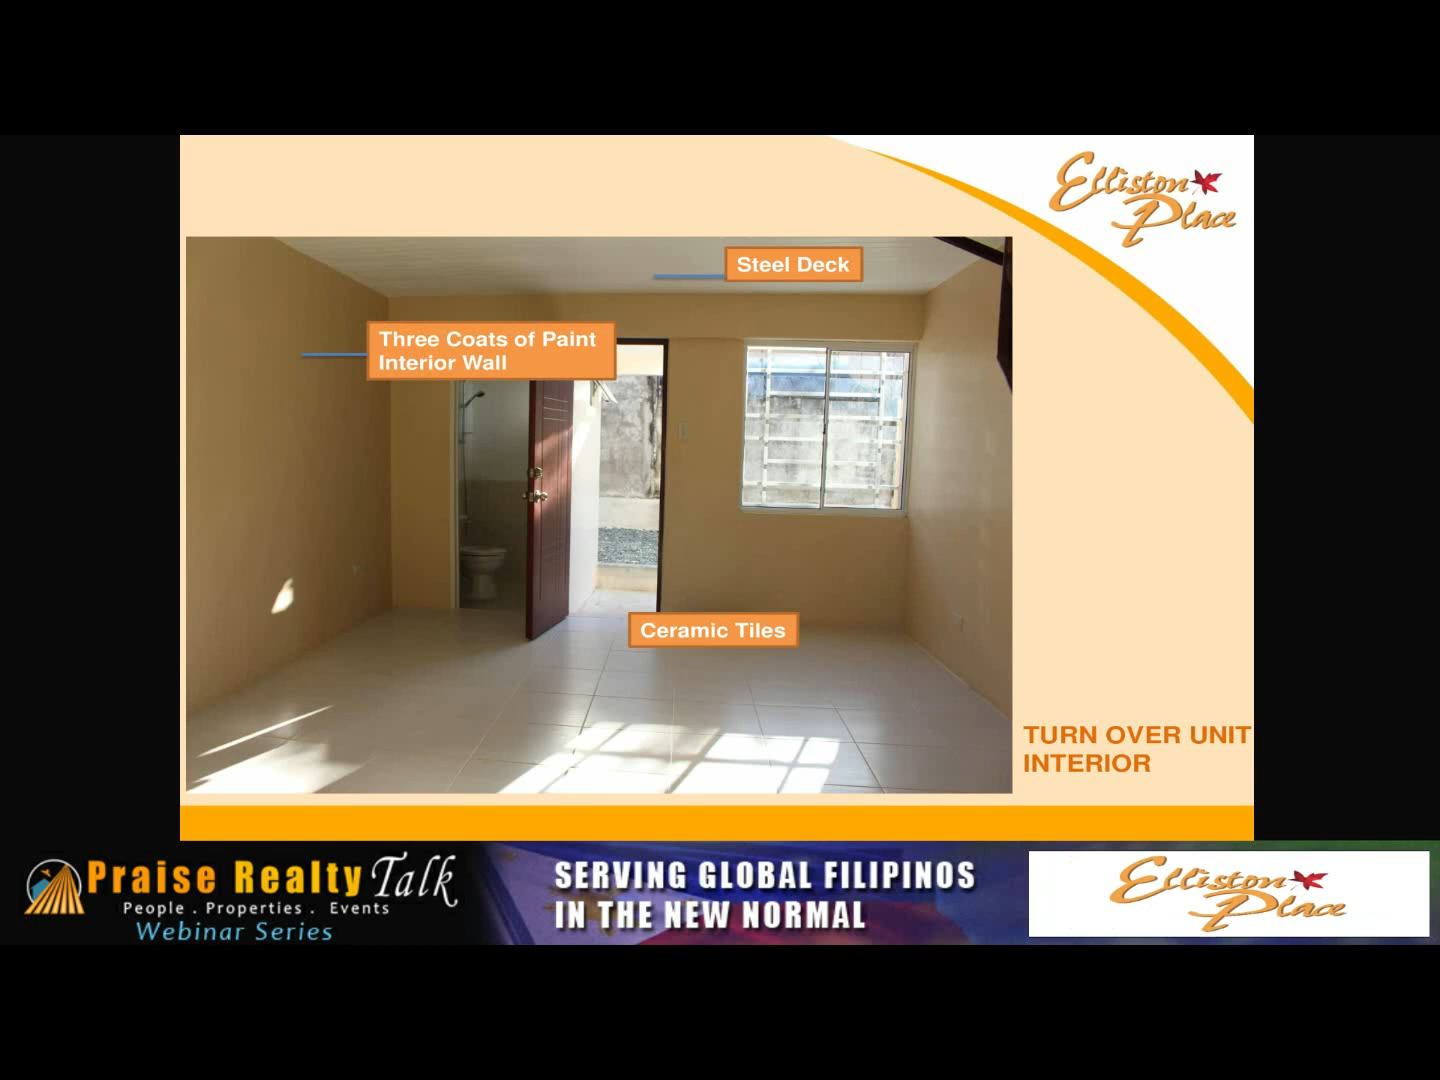 Elliston
Place
Steel Deck
Three Coats of Paint
Interior Wall
Ceramic Tiles
TURN OVER UNIT
INTERIOR
Praise Realty Talk
People . Properties . Events
Webinar Series
SERVING GLOBAL FILIPINOS
IN THE NEW NORMAL
Elliston
Place